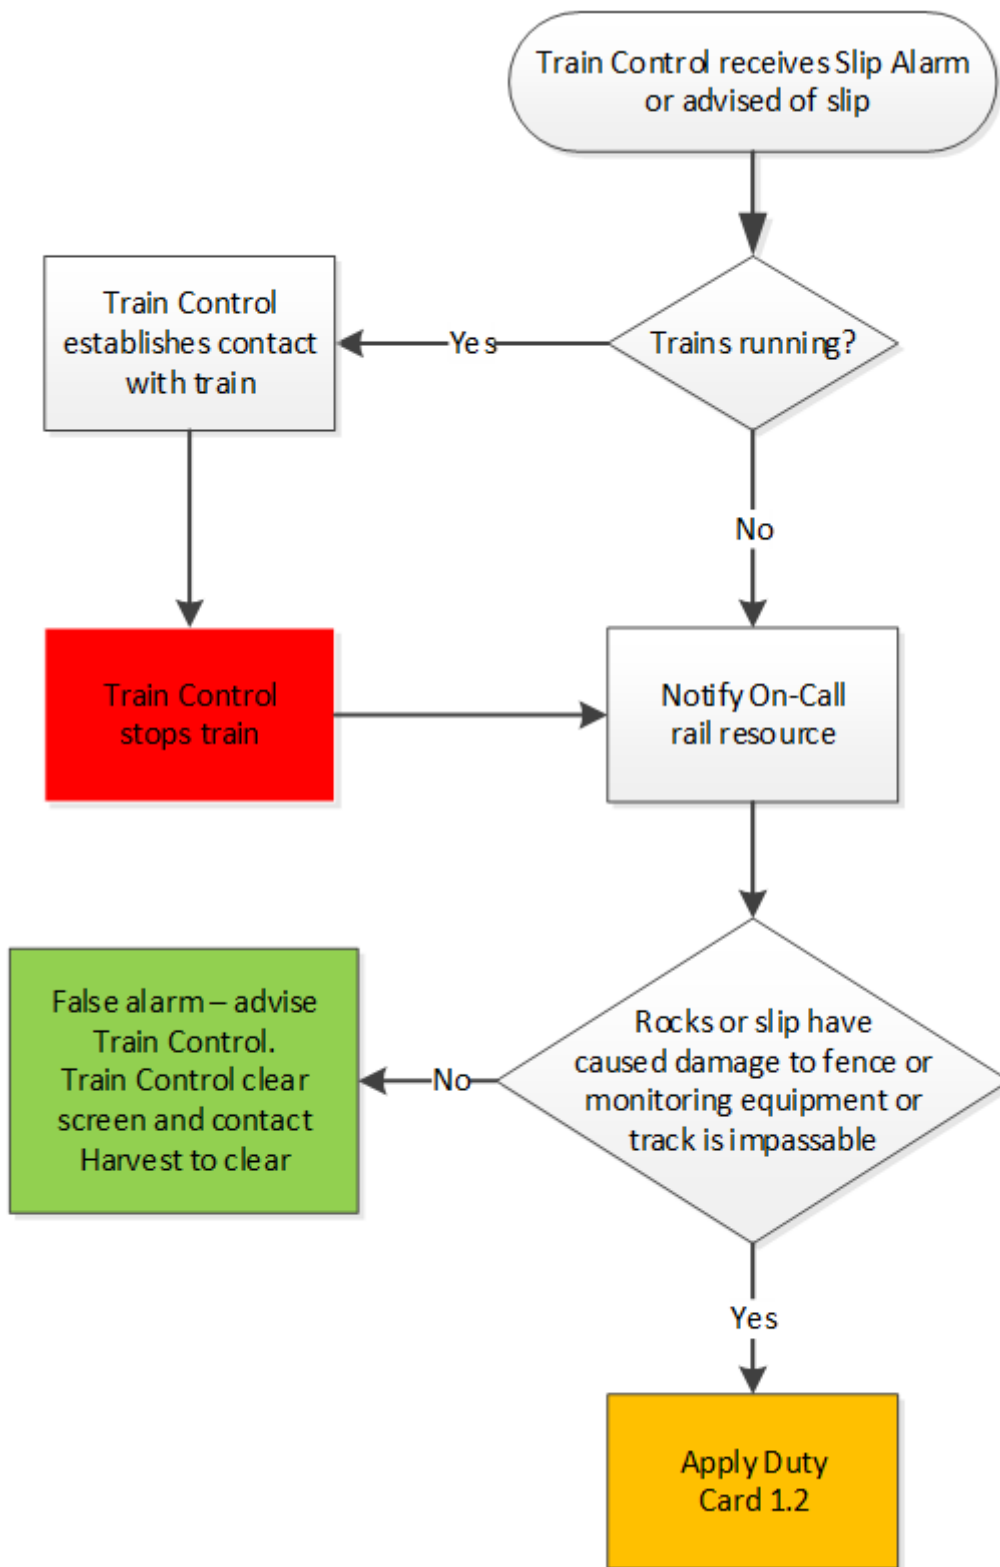 Train Control receives Slip Alarm
or advised of slip
Trains running?
Yes
Train Control
establishes contact
with train
No
Train Control
stops train
Notify On-Call
rail resource
Rocks or slip have
caused damage to fence or
monitoring equipment or
track is impassable
No
False alarm – advise
Train Control.
Train Control clear
screen and contact
Harvest to clear
Yes
Apply Duty
Card 1.2